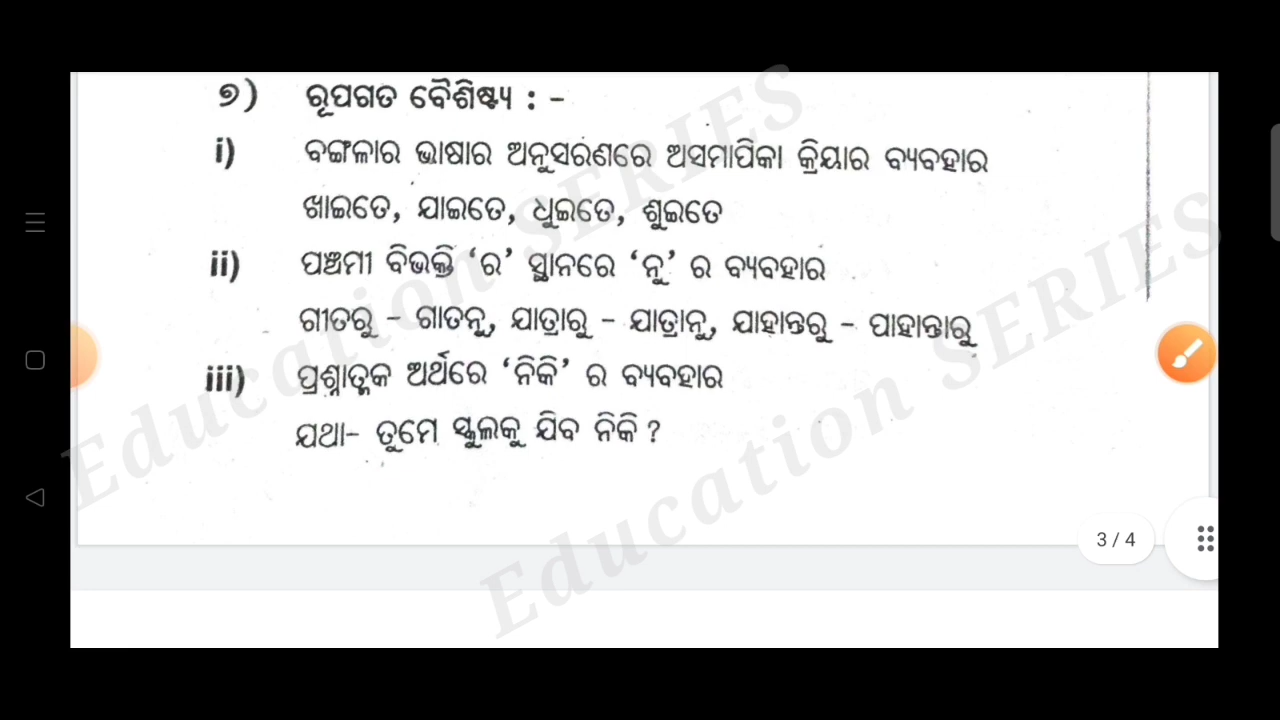 ୭) ରୂପଗତ ବୈଶିଷ୍ଟ୍ୟ : -
i) ବଙ୍ଗଳାର ଭାଷାର ଅନୁସରଣରେ ଅସମାପିକା କ୍ରିୟାର ବ୍ୟବହାର
ଖାଇତେ, ଯାଇତେ, ଧୁଇତେ, ଶୁଇତେ
ii) ପଞ୍ଚମୀ ବିଭକ୍ତି ‘ର’ ସ୍ଥାନରେ ‘ନୁ’ ର ବ୍ୟବହାର
ଗୀତରୁ - ଗାତନୁ, ଯାତ୍ରାରୁ - ଯାତ୍ରାନୁ, ଯାହାନ୍ତରୁ - ପାହାନ୍ତାରୁ
iii) ପ୍ରଶ୍ନାତ୍ମକ ଅର୍ଥରେ ‘ନିକି’ ର ବ୍ୟବହାର
ଯଥା- ତୁମେ ସ୍କୁଲକୁ ଯିବ ନିକି ?
3 / 4
Education SERIES
Education SERIES